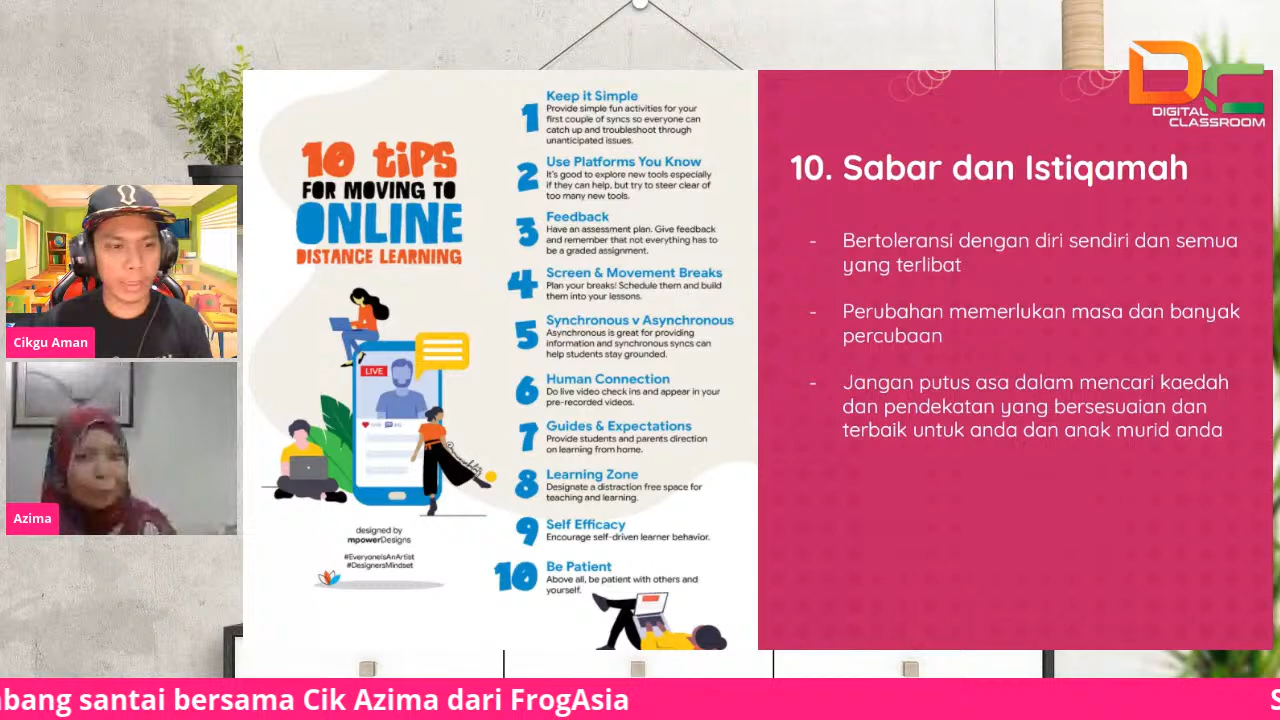 DIGITAL
CLASSROOM
Cikgu Aman
Azima
10 tiPS
FOR MOVING TO
ONLINE
DISTANCE LEARNING
LIVE
designed by
mpowerDesigns
#EveryoneIsAnArtist
#DesignersMindset
1 Keep it Simple
Provide simple fun activities for your
first couple of syncs so everyone can
catch up and troubleshoot through
unanticipated issues.
2 Use Platforms You Know
It's good to explore new tools especially
if they can help, but try to steer clear of
too many new tools.
3 Feedback
Have an assessment plan. Give feedback
and remember that not everything has to
be a graded assignment.
4 Screen & Movement Breaks
Plan your breaks! Schedule them and build
them into your lessons.
5 Synchronous v Asynchronous
Asynchronous is great for providing
information and synchronous syncs can
help students stay grounded.
6 Human Connection
Do live video check ins and appear in your
pre-recorded videos.
7 Guides & Expectations
Provide students and parents direction
on learning from home.
8 Learning Zone
Designate a distraction free space for
teaching and learning.
9 Self Efficacy
Encourage self-driven learner behavior.
10 Be Patient
Above all, be patient with others and
yourself.
10. Sabar dan Istiqamah
- Bertoleransi dengan diri sendiri dan semua
yang terlibat
- Perubahan memerlukan masa dan banyak
percubaan
- Jangan putus asa dalam mencari kaedah
dan pendekatan yang bersesuaian dan
terbaik untuk anda dan anak murid anda
mbang santai bersama Cik Azima dari FrogAsia